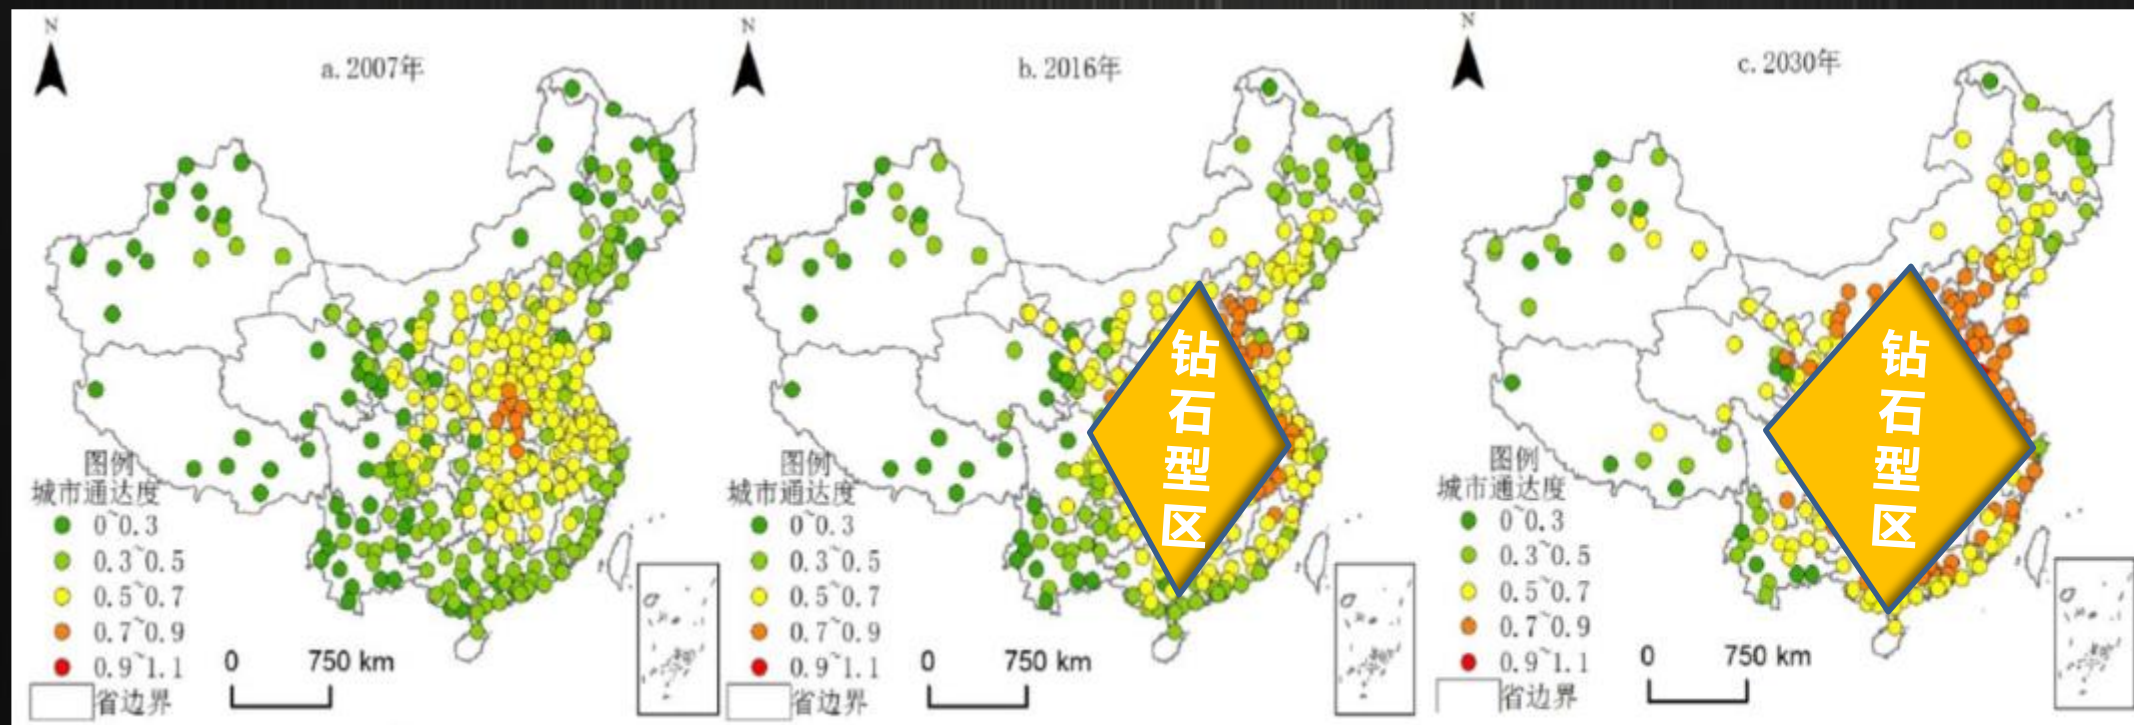 N
a.2007年
图例
城市通达度
0~0.3
0.3~0.5
0.5~0.7
0.7~0.9
0.9~1.1
省边界
0 750 km
N
b.2016年
钻石型区
图例
城市通达度
0~0.3
0.3~0.5
0.5~0.7
0.7~0.9
0.9~1.1
省边界
0 750 km
N
c.2030年
钻石型区
图例
城市通达度
0~0.3
0.3~0.5
0.5~0.7
0.7~0.9
0.9~1.1
省边界
0 750 km